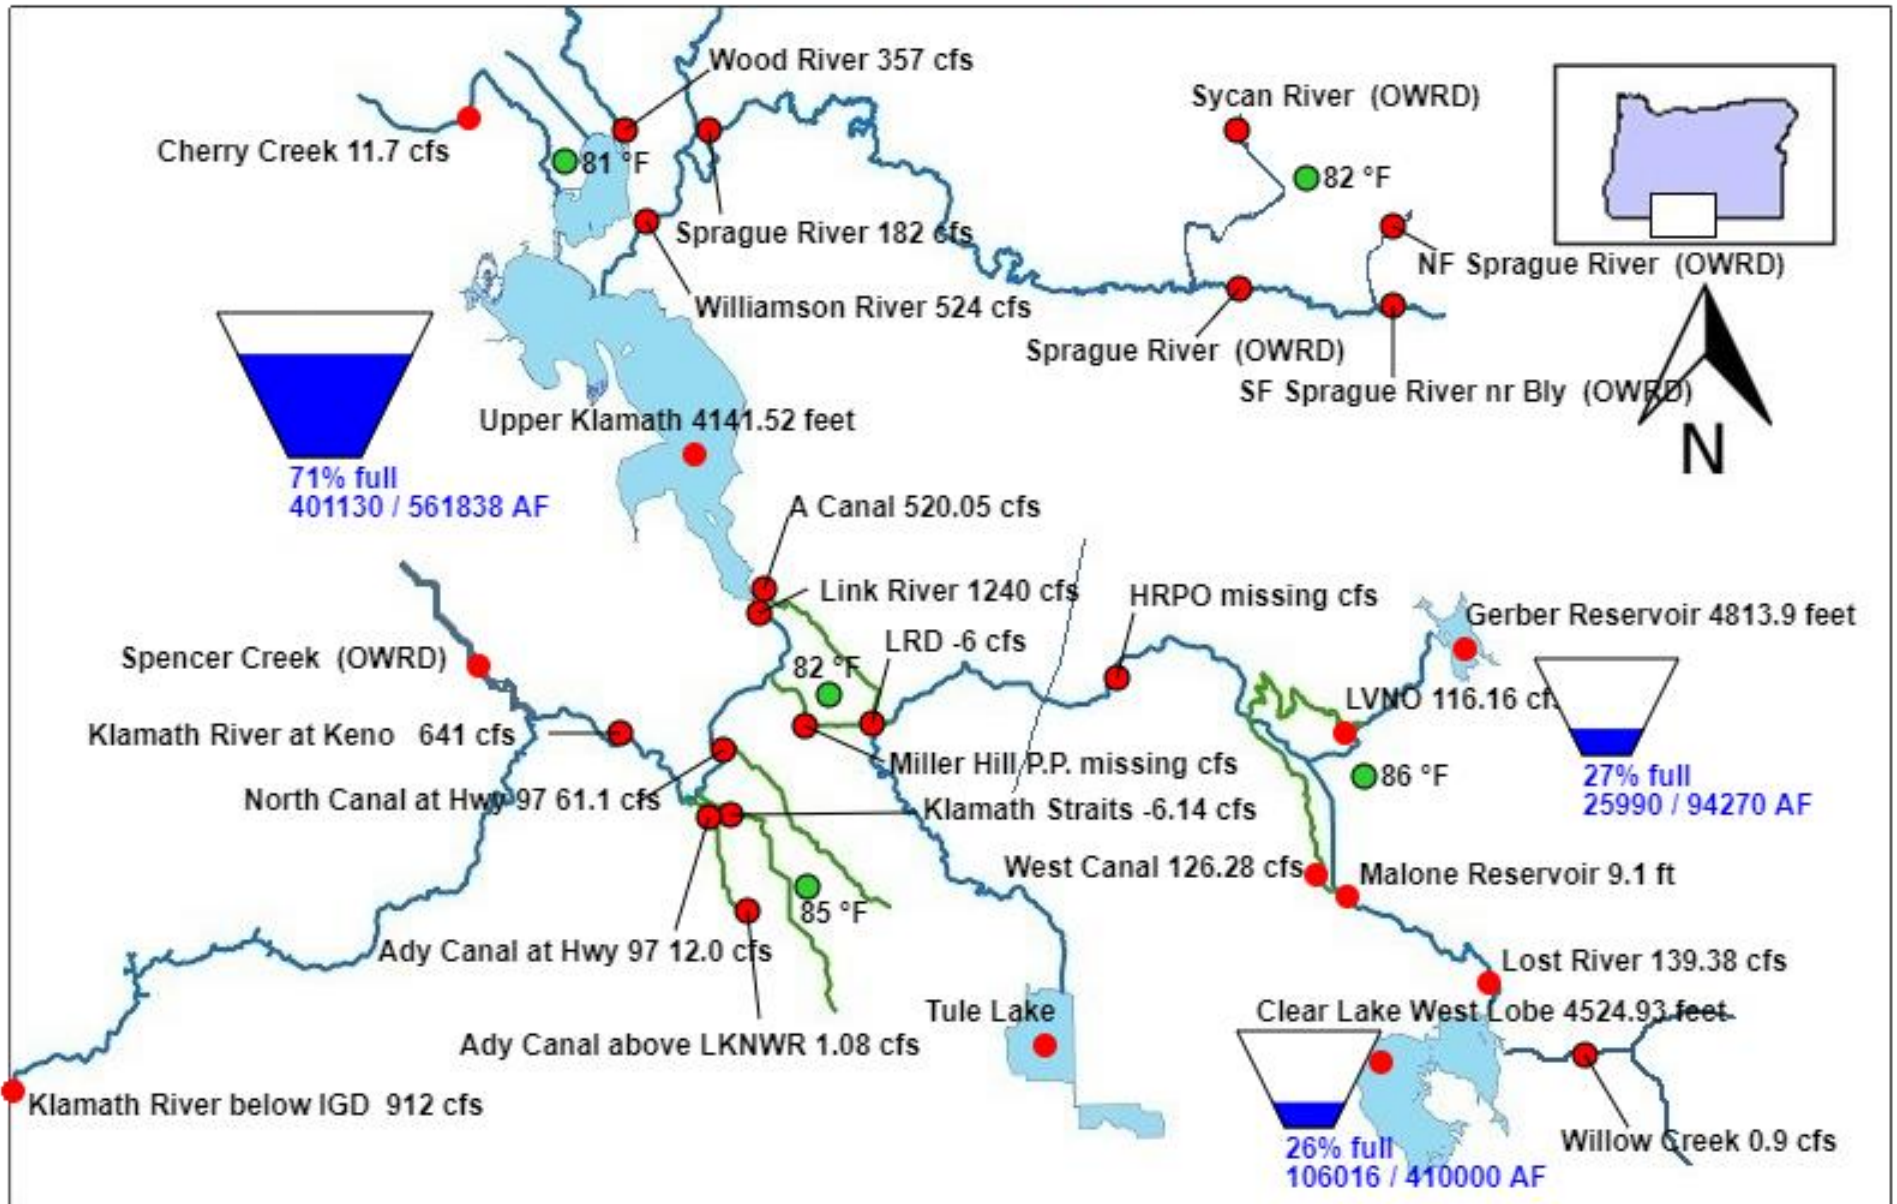 Wood River 357 cfs
Sycan River (OWRD)
Cherry Creek 11.7 cfs
81 °F
82 °F
Sprague River 182 cfs
NF Sprague River (OWRD)
Williamson River 524 cfs
Sprague River (OWRD)
SF Sprague River nr Bly (OWRD)
Upper Klamath 4141.52 feet
N
71% full
401130 / 561838 AF
A Canal 520.05 cfs
Link River 1240 cfs
HRPO missing cfs
Gerber Reservoir 4813.9 feet
LRD -6 cfs
Spencer Creek (OWRD)
82 °F
LVNO 116.16 cfs
Klamath River at Keno 641 cfs
Miller Hill P.P. missing cfs
86 °F
27% full
25990 / 94270 AF
North Canal at Hwy 97 61.1 cfs
Klamath Straits -6.14 cfs
West Canal 126.28 cfs
Malone Reservoir 9.1 ft
85 °F
Ady Canal at Hwy 97 12.0 cfs
Lost River 139.38 cfs
Tule Lake
Clear Lake West Lobe 4524.93 feet
Ady Canal above LKNWR 1.08 cfs
Klamath River below IGD 912 cfs
Willow Creek 0.9 cfs
26% full
106016 / 410000 AF